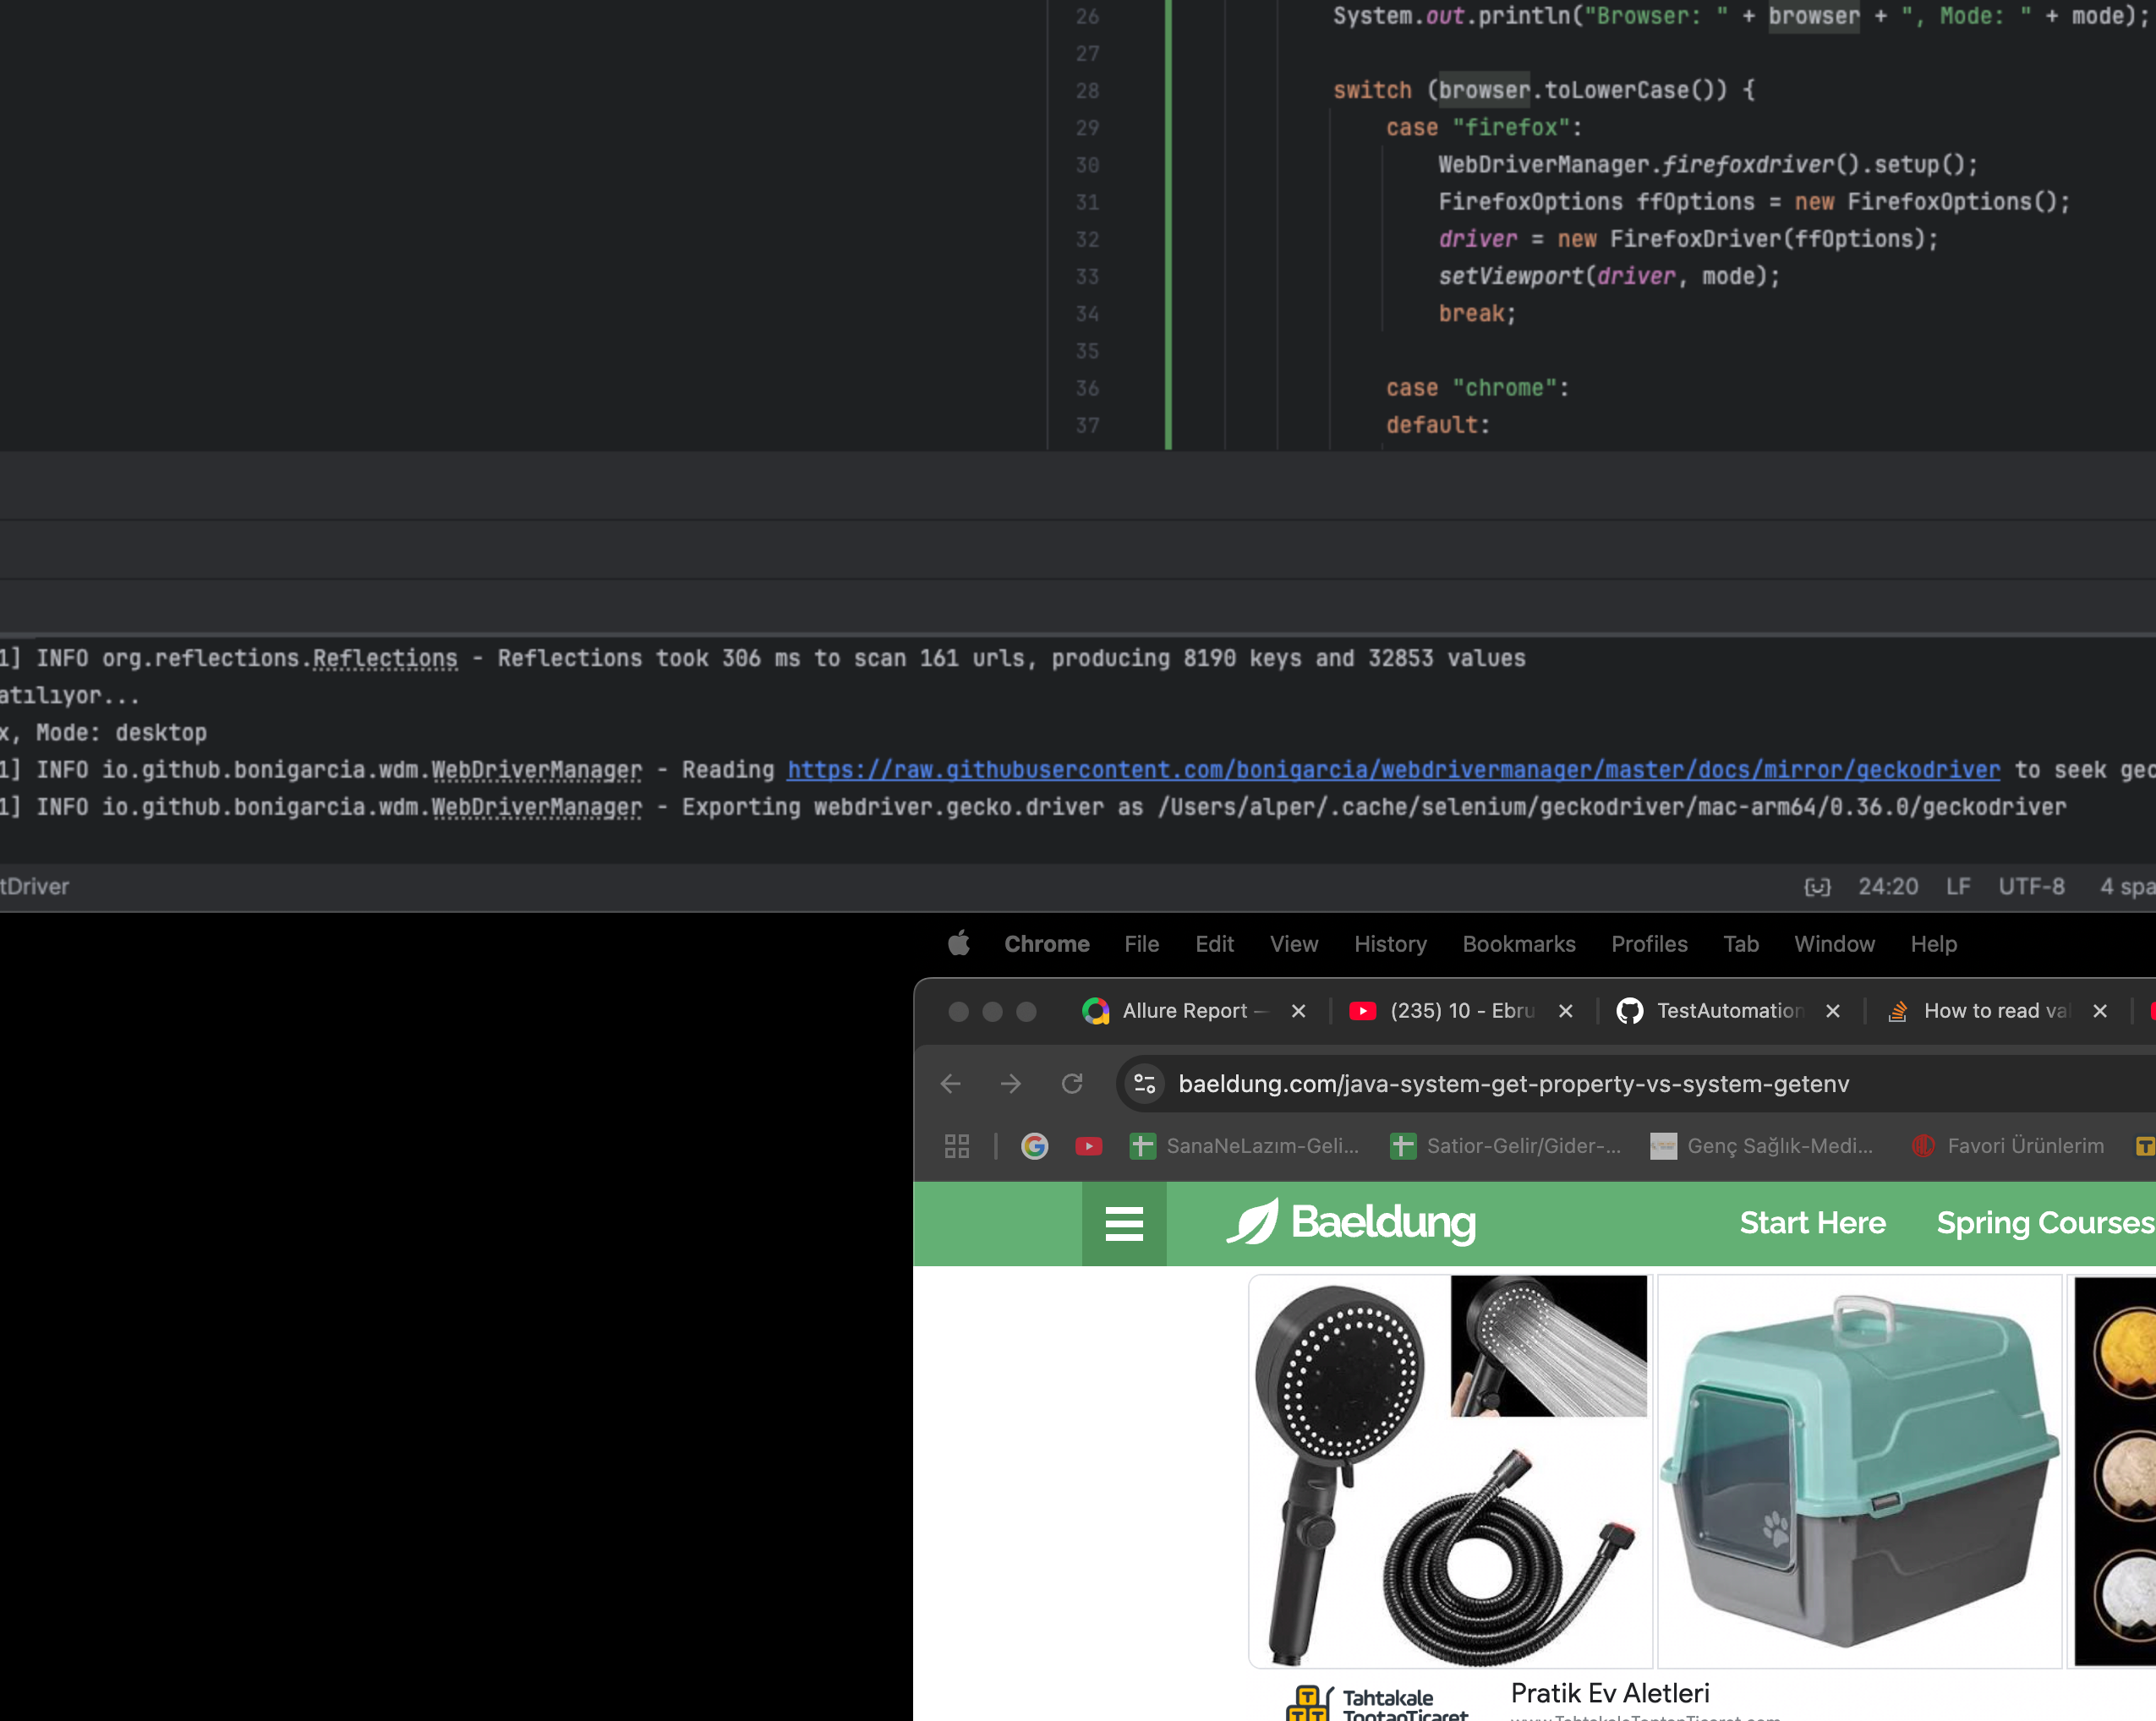 26 System.out.println("Browser: " + browser + ", Mode: " + mode);
27
28 switch (browser.toLowerCase()) {
29 case "firefox":
30 WebDriverManager.firefoxdriver().setup();
31 FirefoxOptions ffOptions = new FirefoxOptions();
32 driver = new FirefoxDriver(ffOptions);
33 setViewport(driver, mode);
34 break;
35
36 case "chrome":
37 default:
1] INFO org.reflections.Reflections - Reflections took 306 ms to scan 161 urls, producing 8190 keys and 32853 values
atılıyor...
x, Mode: desktop
1] INFO io.github.bonigarcia.wdm.WebDriverManager - Reading https://raw.githubusercontent.com/bonigarcia/webdrivermanager/master/docs/mirror/geckodriver to seek gec
1] INFO io.github.bonigarcia.wdm.WebDriverManager - Exporting webdriver.gecko.driver as /Users/alper/.cache/selenium/geckodriver/mac-arm64/0.36.0/geckodriver
tDriver 24:20 LF UTF-8 4 spa
Chrome File Edit View History Bookmarks Profiles Tab Window Help
Allure Report — (235) 10 - Ebru TestAutomation How to read val
baeldung.com/java-system-get-property-vs-system-getenv
SanaNeLazım-Geli... Satior-Gelir/Gider-... Genç Sağlık-Medi... Favori Ürünlerim
Baeldung Start Here Spring Courses
Tahtakale Pratik Ev Aletleri
ToptanTicaret www.TahtakaleToptanTicaret.com